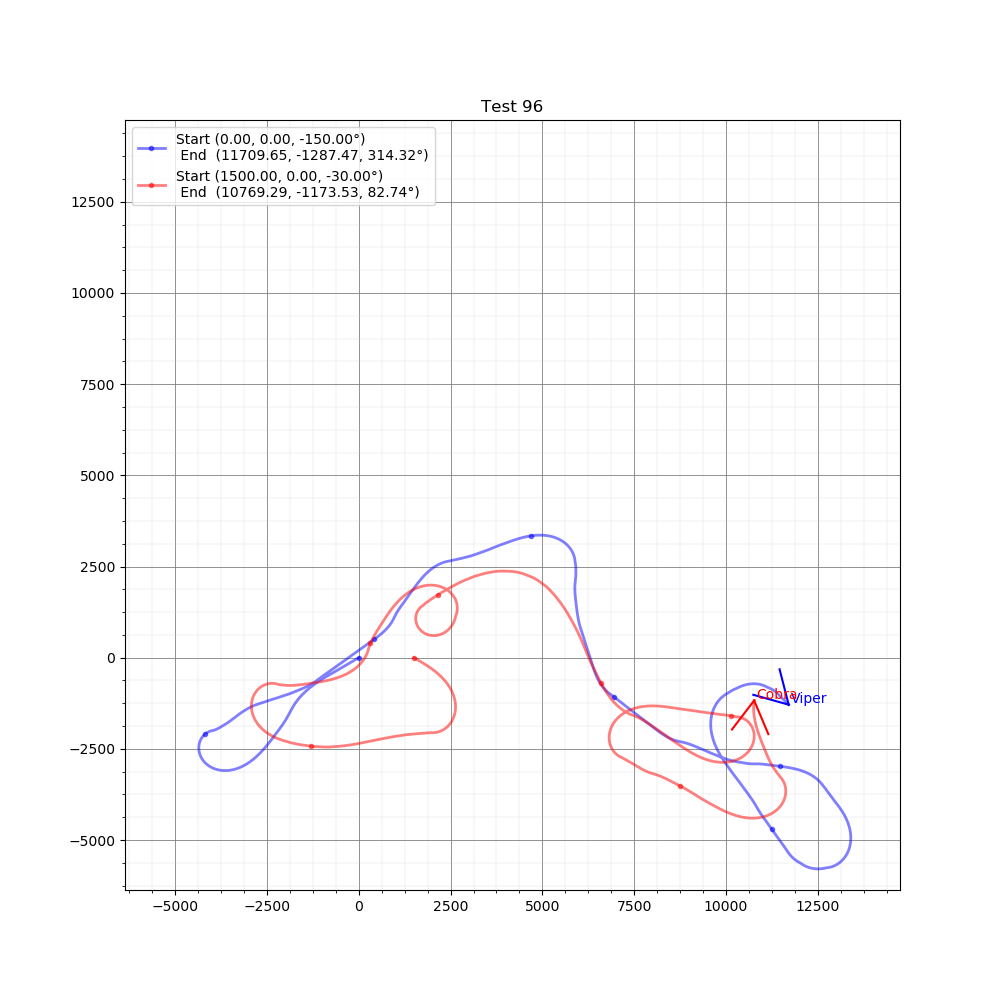 Test 96
Start (0.00, 0.00, -150.00°)
End  (11709.65, -1287.47, 314.32°)
Start (1500.00, 0.00, -30.00°)
End  (10769.29, -1173.53, 82.74°)
12500
10000
7500
5000
2500
0
−2500
−5000
Cobra
Viper
−5000 −2500 0 2500 5000 7500 10000 12500